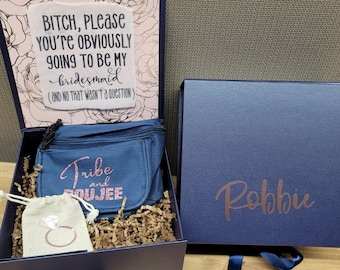 BITCH, PLEASE
YOU'RE OBVIOUSLY
GOING TO BE MY
bridesmaid
(AND NO THAT WASN'T A QUESTION)
Tribe
and
BOUJEE
Robbie